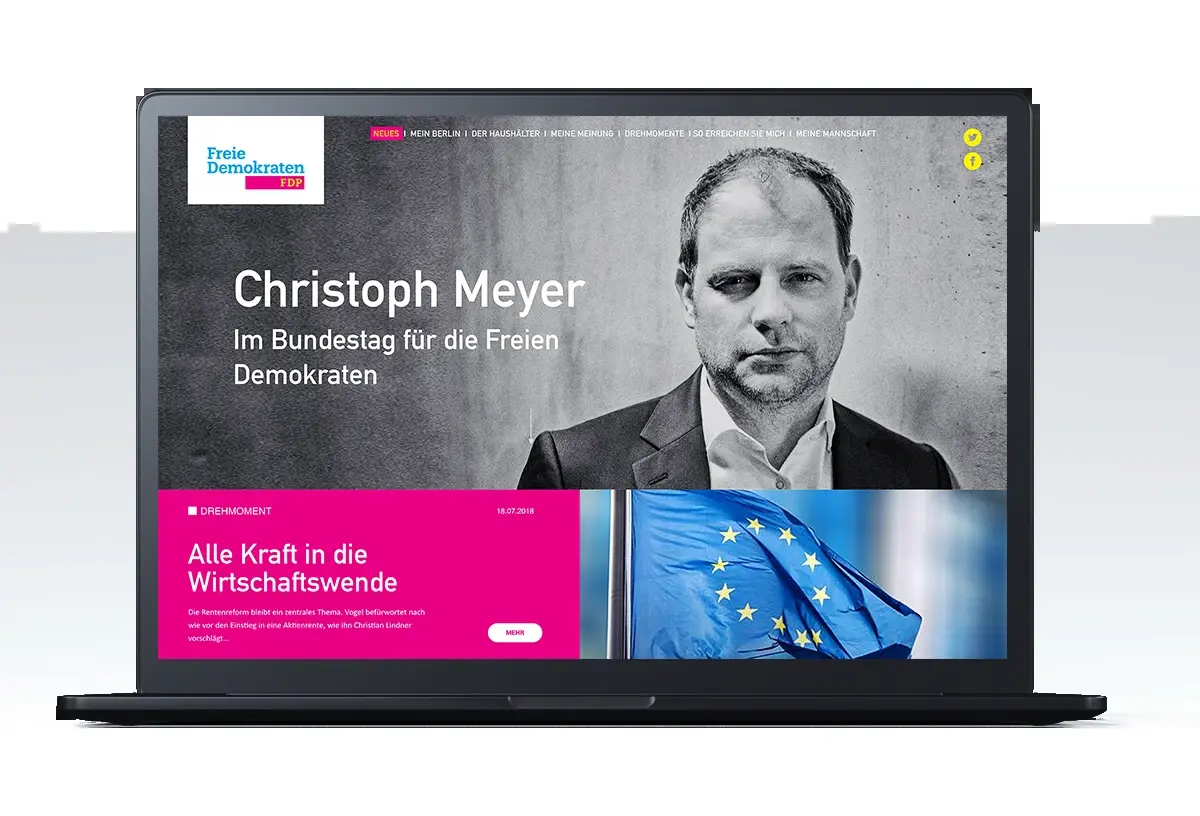 Freie
Demokraten
FDP
NEUES I MEIN BERLIN I DER HAUSHÄLTER I MEINE MEINUNG I DREHMOMENTE I SO ERREICHEN SIE MICH I MEINE MANNSCHAFT
Christoph Meyer
Im Bundestag für die Freien
Demokraten
DREHMOMENT 18.07.2018
Alle Kraft in die
Wirtschaftswende
Die Rentenreform bleibt ein zentrales Thema. Vogel befürwortet nach
wie vor den Einstieg in eine Aktienrente, wie ihn Christian Lindner
vorschlägt...
MEHR